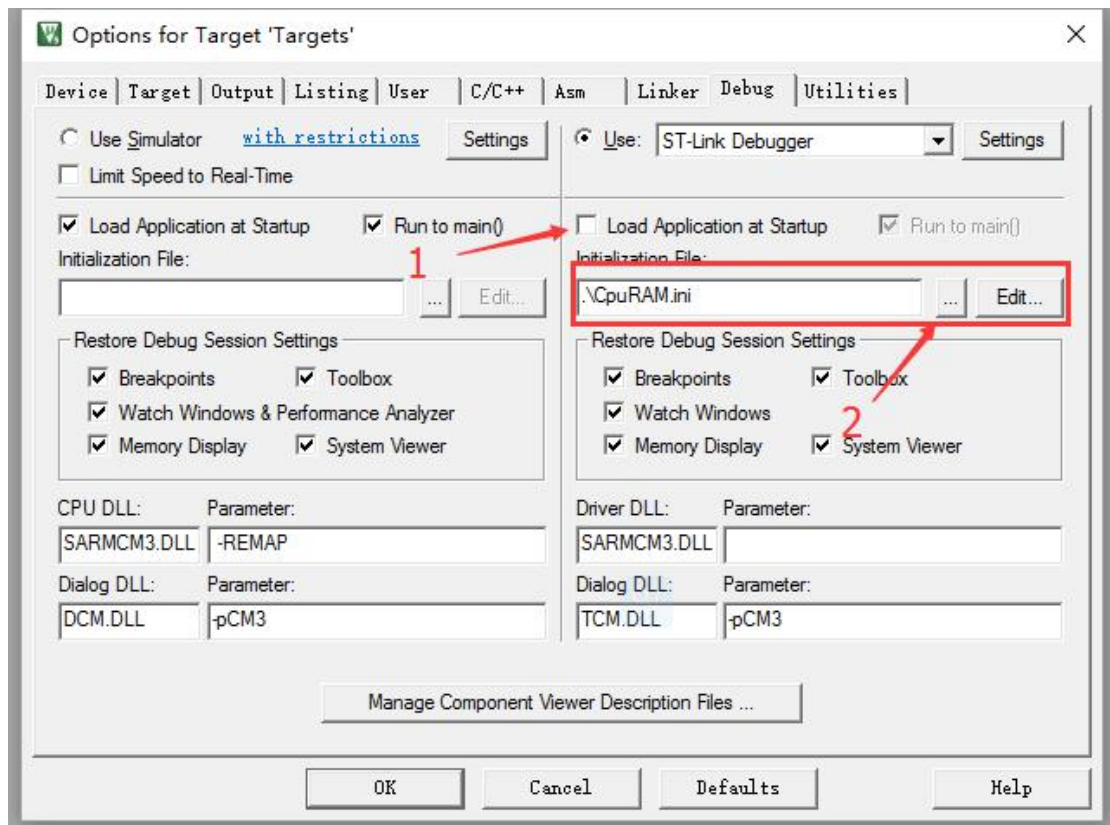 Options for Target 'Targets'
Device Target Output Listing User C/C++ Asm Linker Debug Utilities
Use Simulator with restrictions Settings
Use: ST-Link Debugger Settings
Limit Speed to Real-Time
Load Application at Startup Run to main()
Load Application at Startup Run to main()
1
Initialization File:
Initialization File:
... Edit...
.\CpuRAM.ini ... Edit...
Restore Debug Session Settings
Breakpoints Toolbox
Watch Windows & Performance Analyzer
Memory Display System Viewer
Restore Debug Session Settings
Breakpoints Toolbox
Watch Windows
2
Memory Display System Viewer
CPU DLL: Parameter:
SARMCM3.DLL -REMAP
Dialog DLL: Parameter:
DCM.DLL -pCM3
Driver DLL: Parameter:
SARMCM3.DLL
Dialog DLL: Parameter:
TCM.DLL -pCM3
Manage Component Viewer Description Files ...
OK Cancel Defaults Help